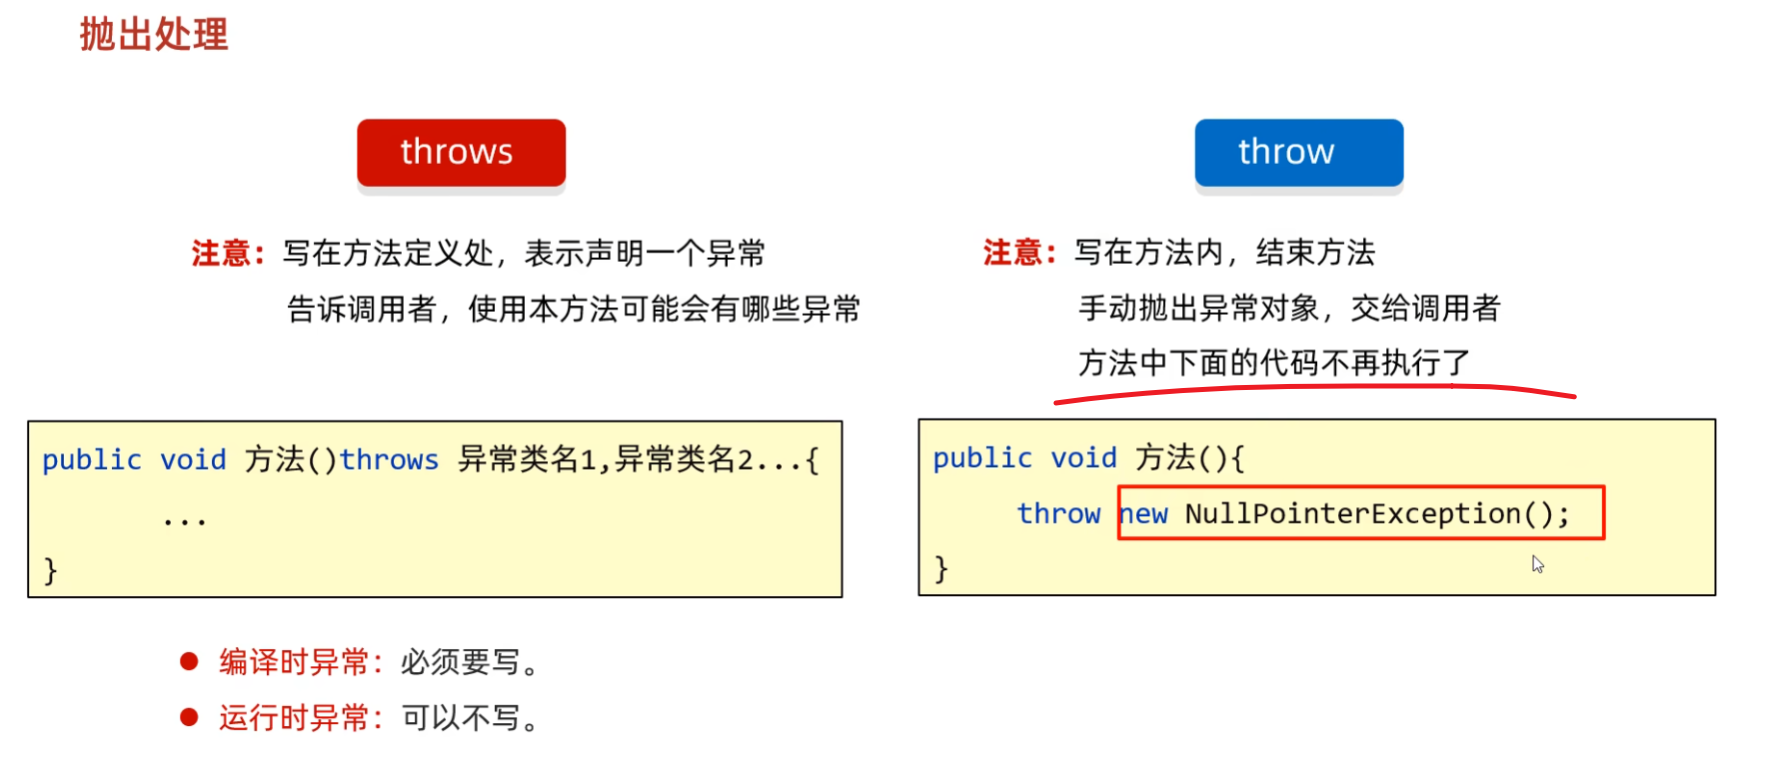 抛出处理
throws
注意：写在方法定义处，表示声明一个异常
告诉调用者，使用本方法可能会有哪些异常
public void 方法()throws 异常类名1,异常类名2...{
...
}
编译时异常：必须要写。
运行时异常：可以不写。
throw
注意：写在方法内，结束方法
手动抛出异常对象，交给调用者
方法中下面的代码不再执行了
public void 方法(){
throw new NullPointerException();
}